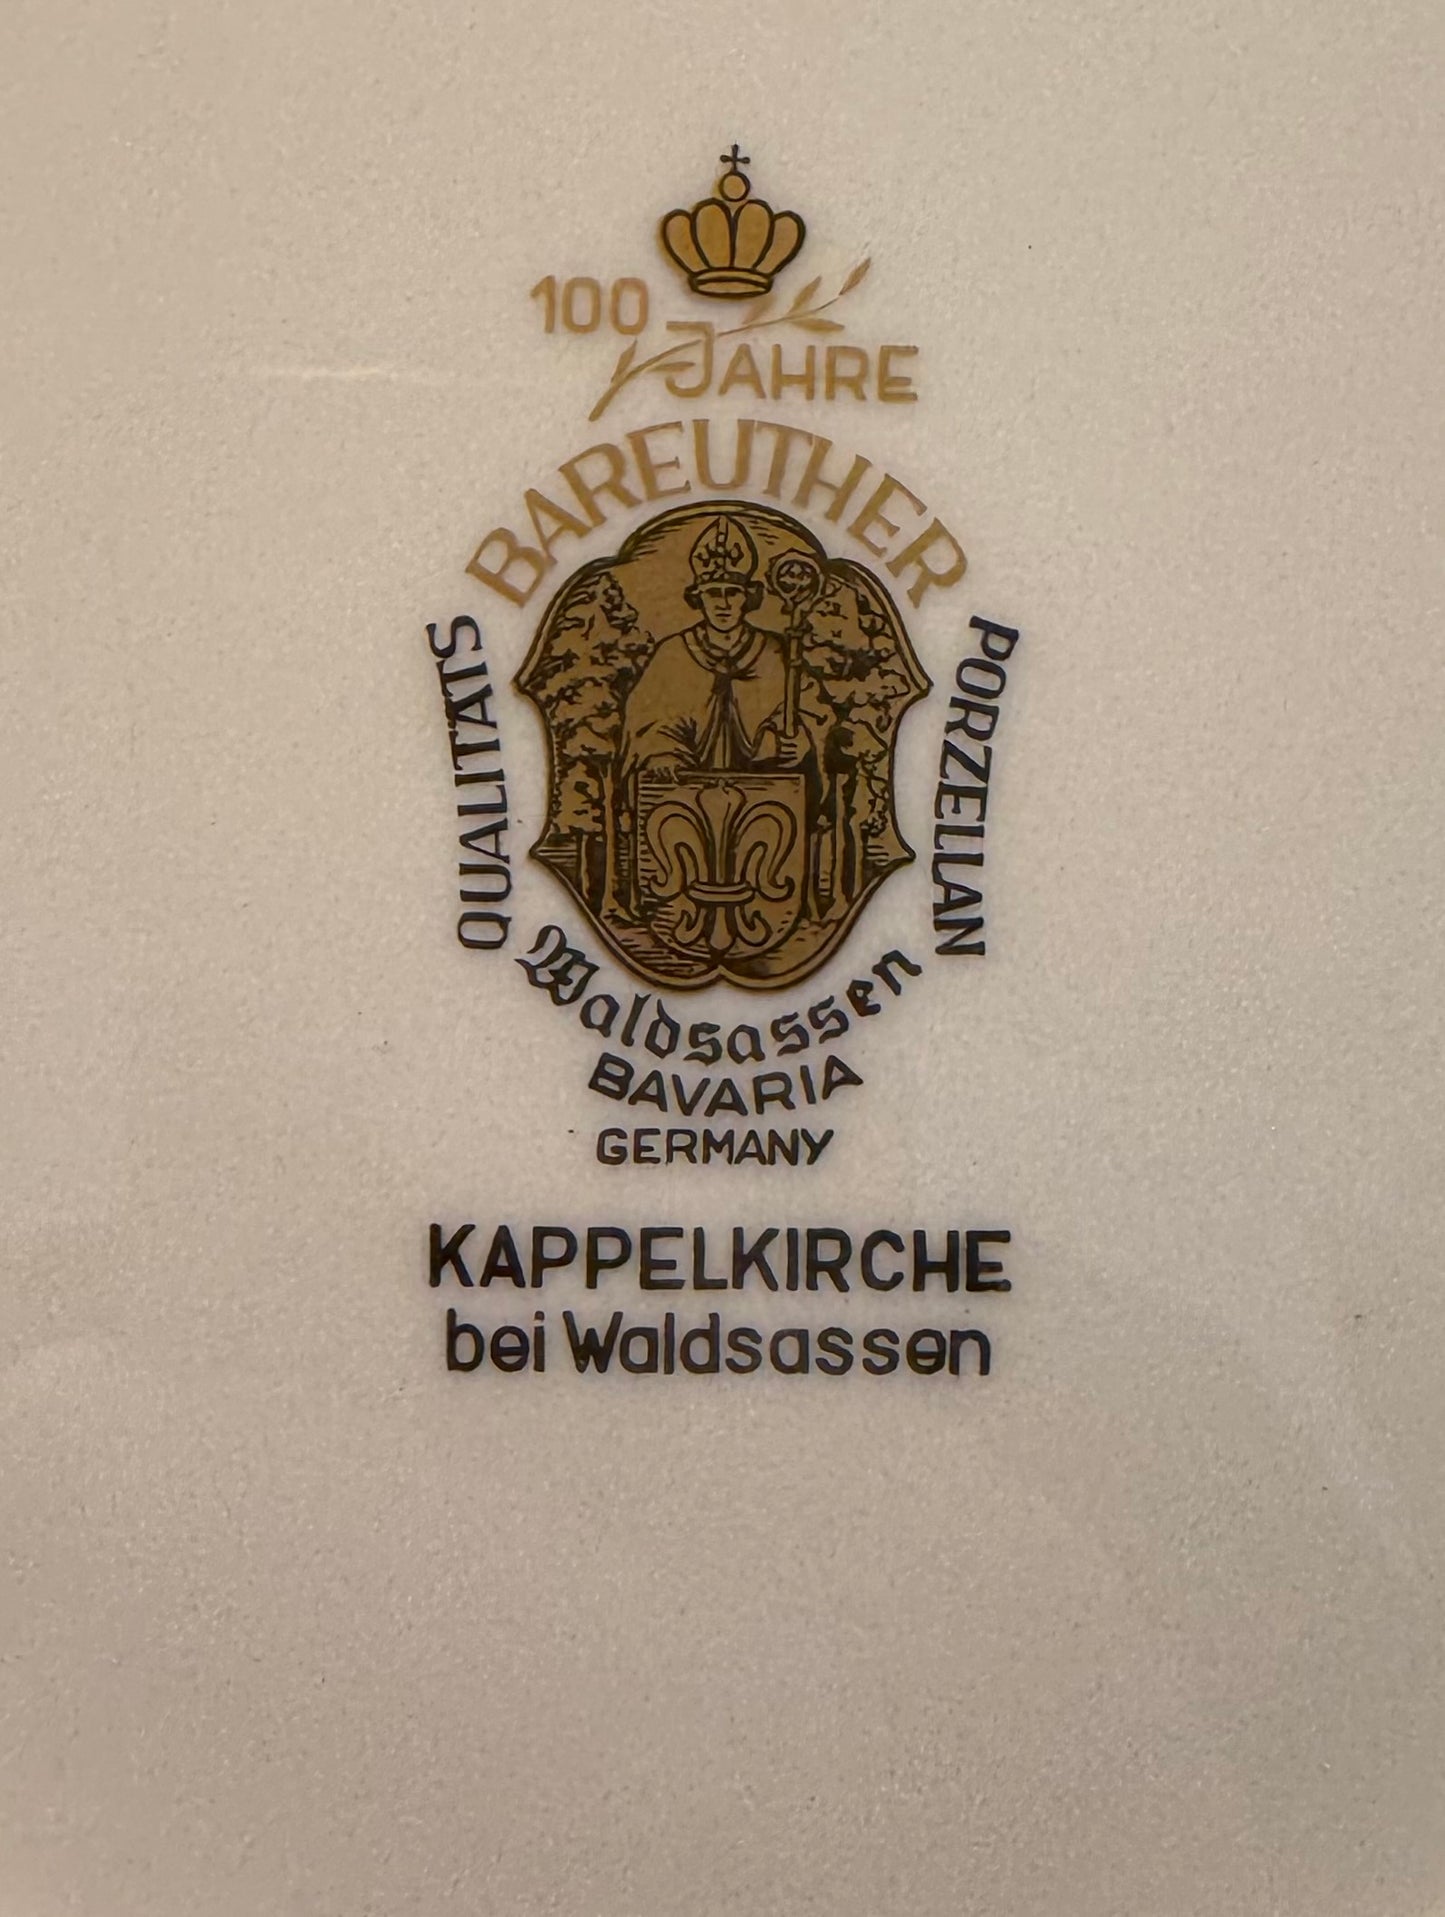 100
JAHRE
BAREUTHER
QUALITÄTS
PORZELLAN
Waldsassen
BAVARIA
GERMANY
KAPPELKIRCHE
bei Waldsassen